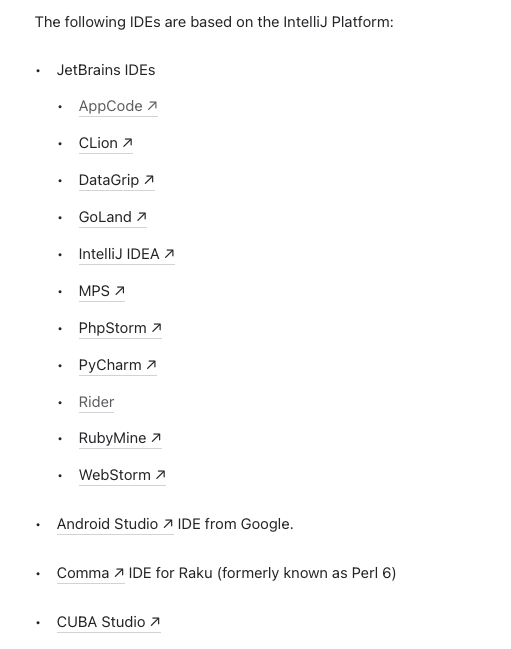 The following IDEs are based on the IntelliJ Platform:
• JetBrains IDEs
• AppCode ↗
• CLion ↗
• DataGrip ↗
• GoLand ↗
• IntelliJ IDEA ↗
• MPS ↗
• PhpStorm ↗
• PyCharm ↗
• Rider
• RubyMine ↗
• WebStorm ↗
• Android Studio ↗ IDE from Google.
• Comma ↗ IDE for Raku (formerly known as Perl 6)
• CUBA Studio ↗